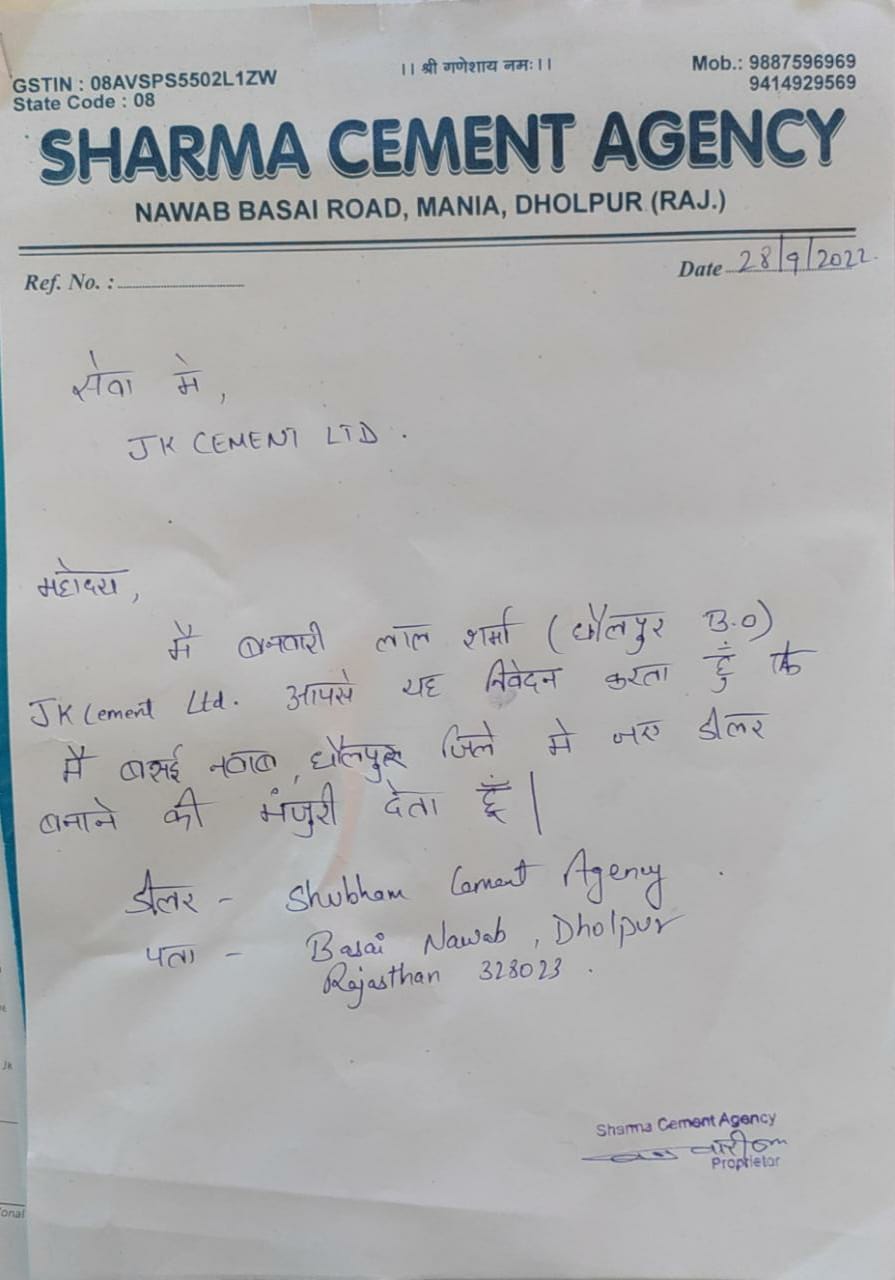 ।। श्री गणेशाय नमः।।
GSTIN : 08AVSPS5502L1ZW
Mob.: 9887596969
State Code : 08
9414929569
SHARMA CEMENT AGENCY
NAWAB BASAI ROAD, MANIA, DHOLPUR (RAJ.)
Ref. No. :
Date 28/9/2022.
सेवा मे,
JK CEMENT LTD.
महोदय,
मै बनवारी लाल शर्मा (धौलपुर B.O)
JK Cement Ltd. आपसे यह निवेदन करता हुँ कि
मै बसई नवाब, धौलपुर जिले मे नए डीलर
बनाने की मंजुरी देता हूँ|
डीलर - Shubham Cement Agency.
पता - Basai Nawab, Dholpur
Rajasthan 328023.
Sharma Cement Agency
Proprietor
Jk
onal